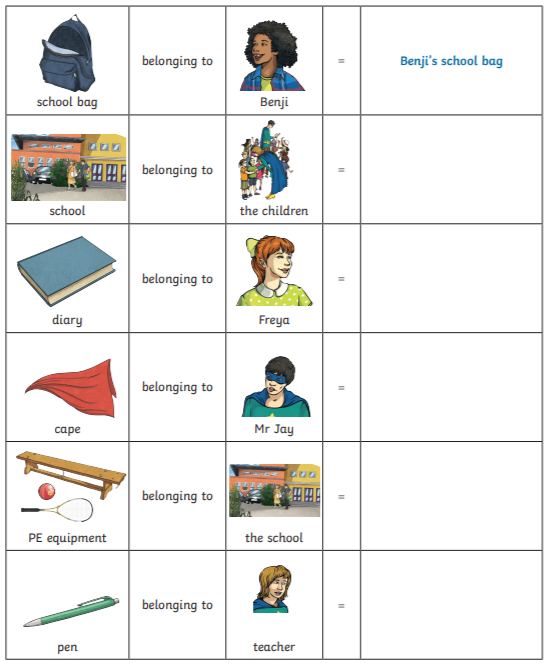 belonging to
=
Benji's school bag
school bag
Benji
belonging to
=
school
the children
belonging to
=
diary
Freya
belonging to
=
cape
Mr Jay
belonging to
=
PE equipment
the school
belonging to
=
pen
teacher